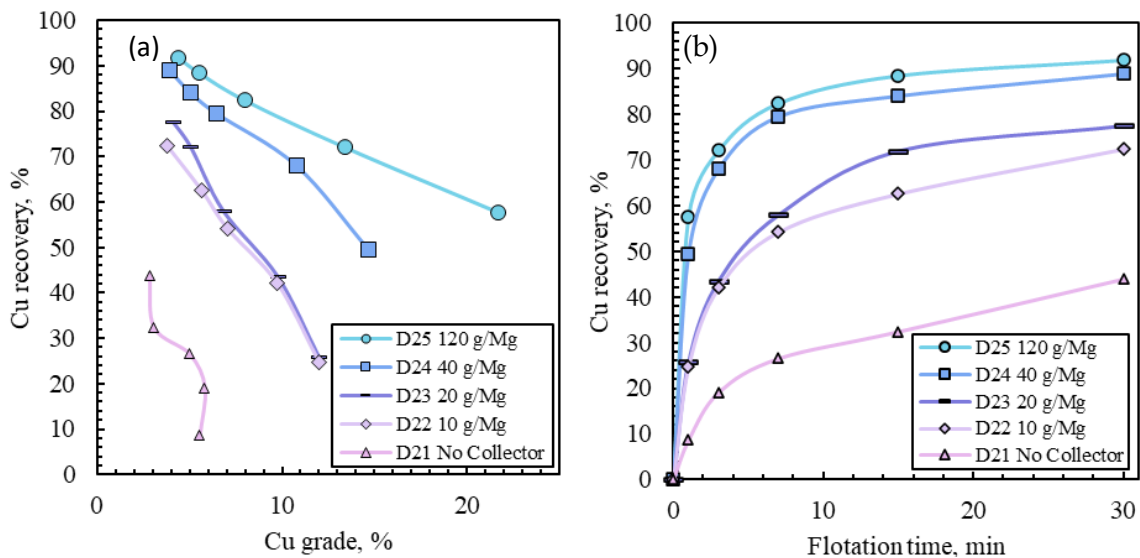 (a)
Cu recovery, %
100
90
80
70
60
50
40
30
20
10
0
D25 120 g/Mg
D24 40 g/Mg
D23 20 g/Mg
D22 10 g/Mg
D21 No Collector
0 10 20
Cu grade, %
(b)
Cu recovery, %
100
90
80
70
60
50
40
30
20
10
0
D25 120 g/Mg
D24 40 g/Mg
D23 20 g/Mg
D22 10 g/Mg
D21 No Collector
0 10 20 30
Flotation time, min